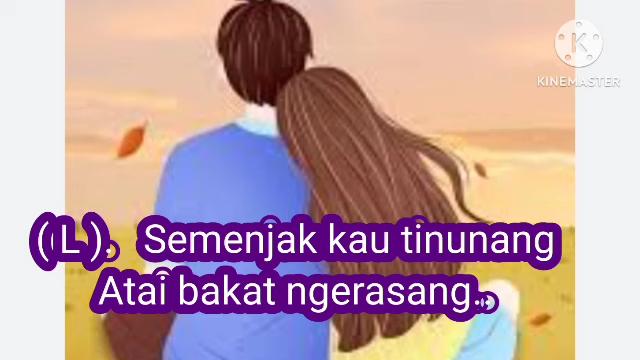 KINEMASTER
(L). Semenjak kau tinunang
Atai bakat ngerasang..